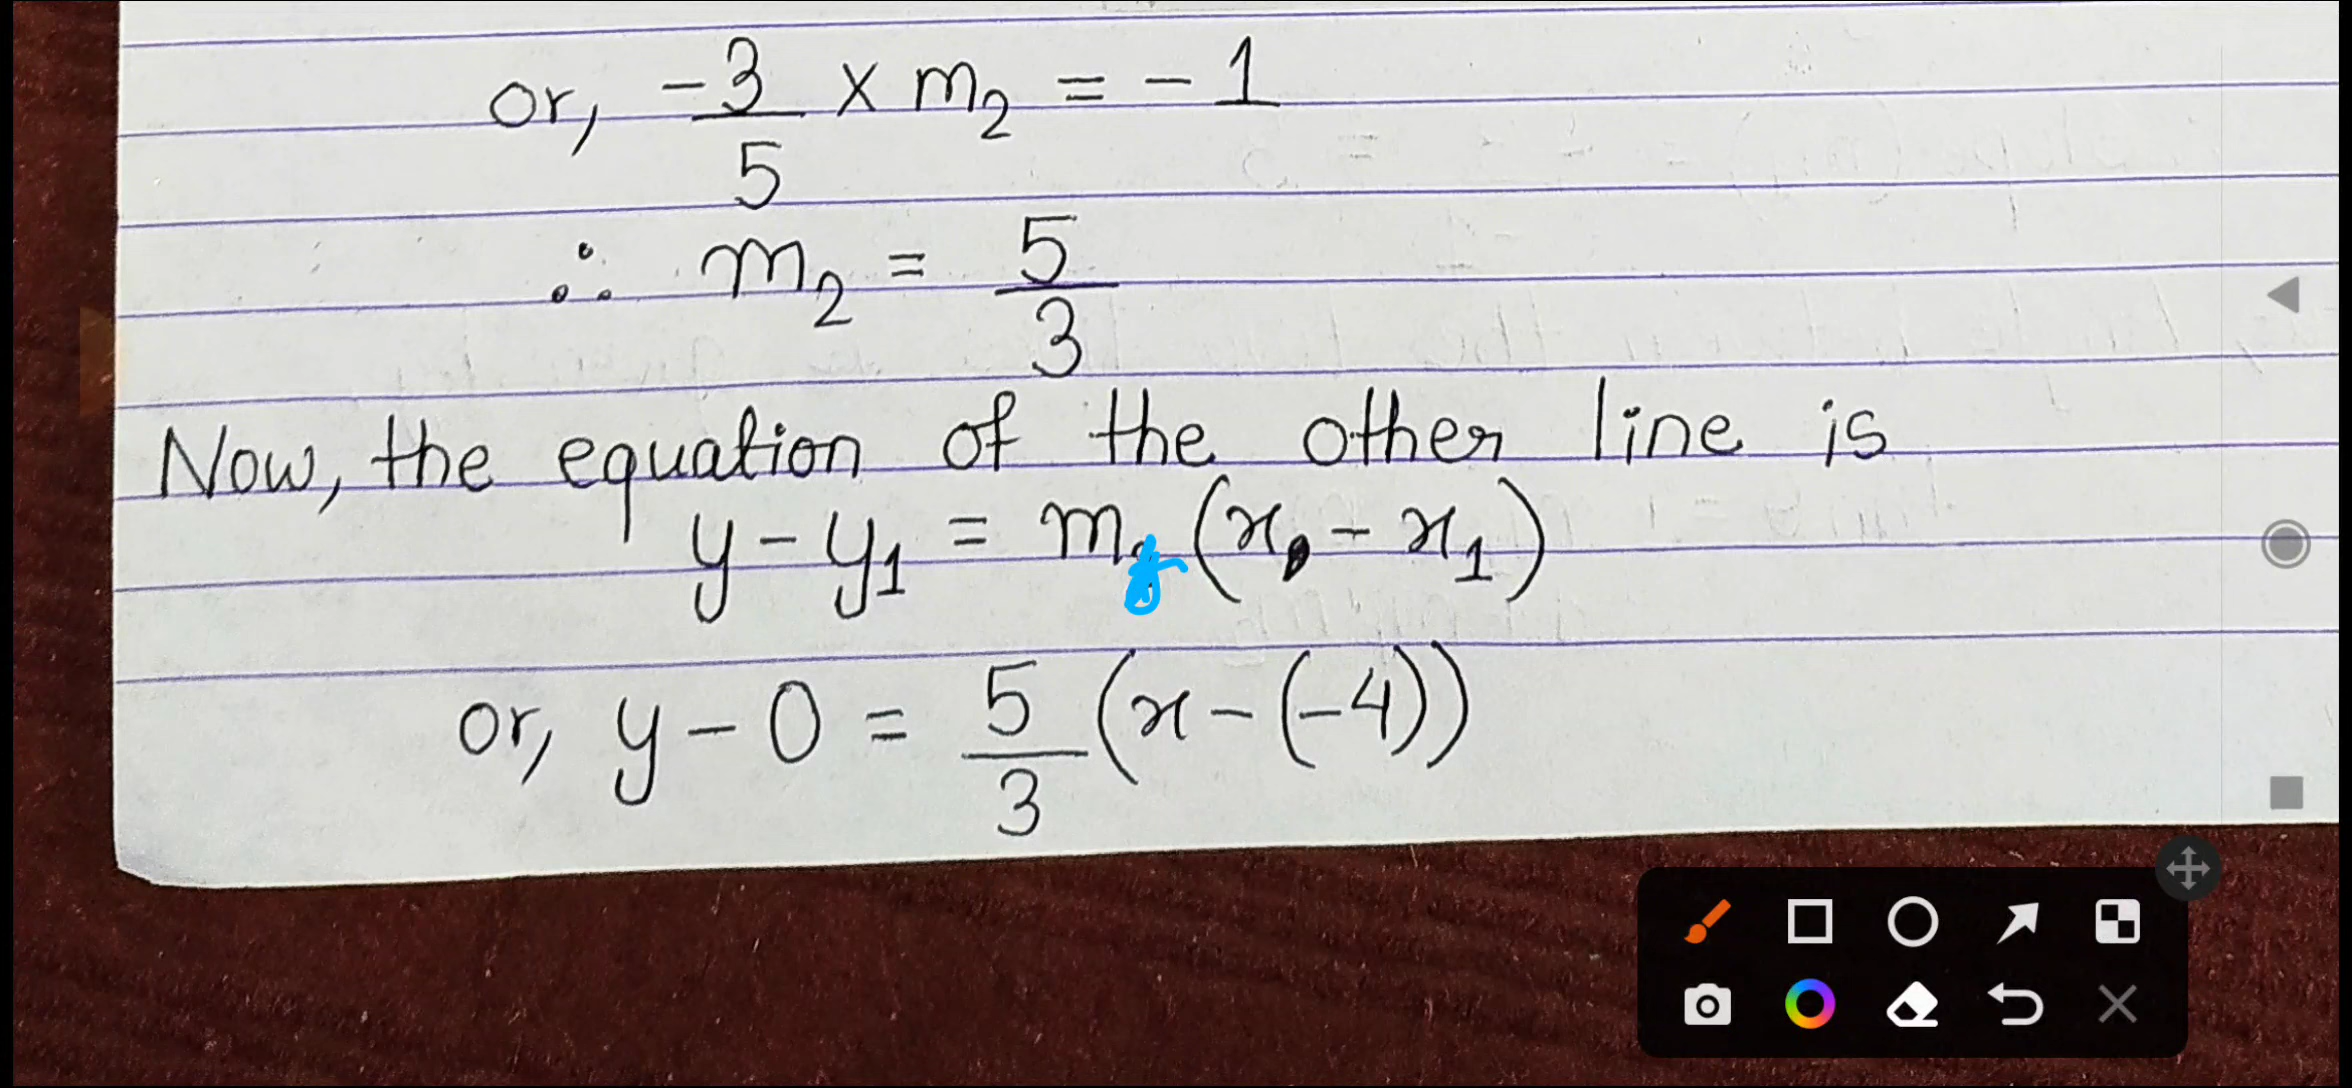 or, -3/5 × m₂ = -1
∴ m₂ = 5/3
Now, the equation of the other line is
y - y₁ = m (x - x₁)
or, y - 0 = 5/3 (x - (-4))